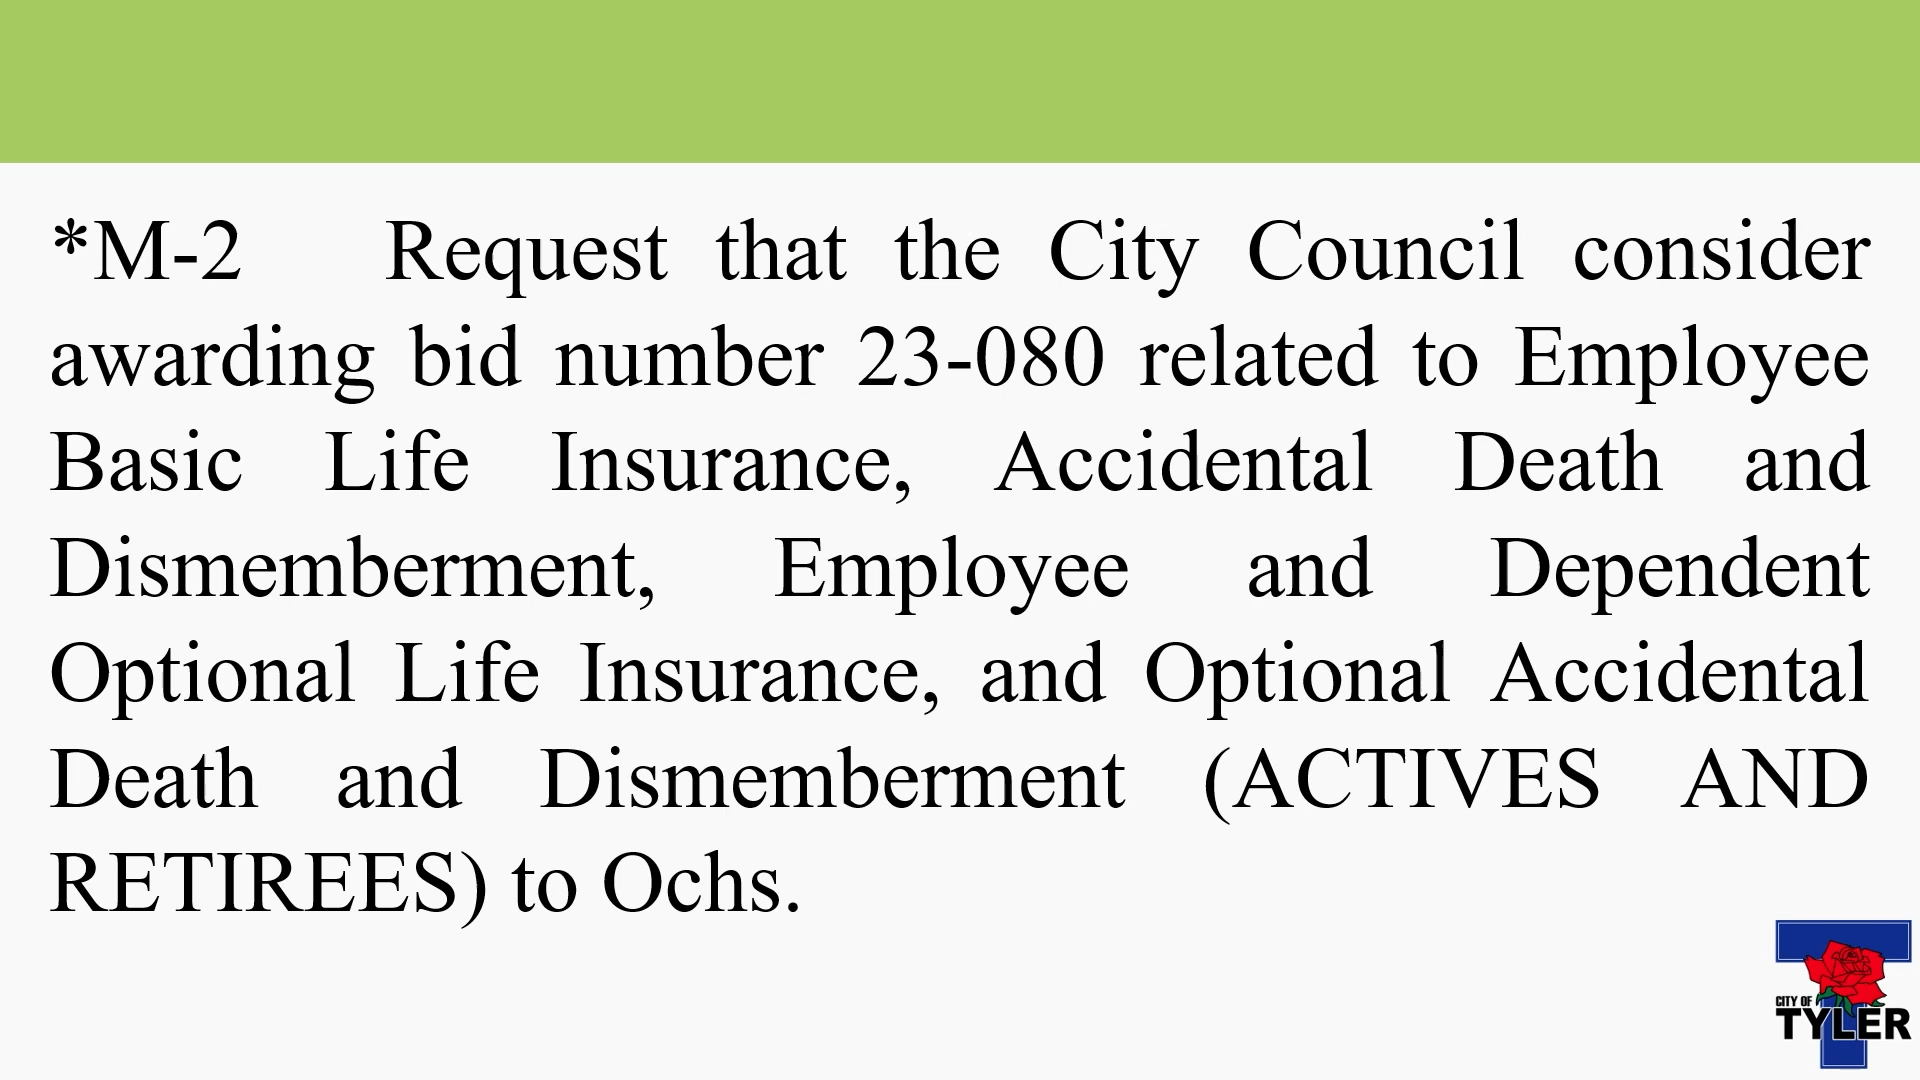 *M-2 Request that the City Council consider
awarding bid number 23-080 related to Employee
Basic Life Insurance, Accidental Death and
Dismemberment, Employee and Dependent
Optional Life Insurance, and Optional Accidental
Death and Dismemberment (ACTIVES AND
RETIREES) to Ochs.
CITY OF
TYLER